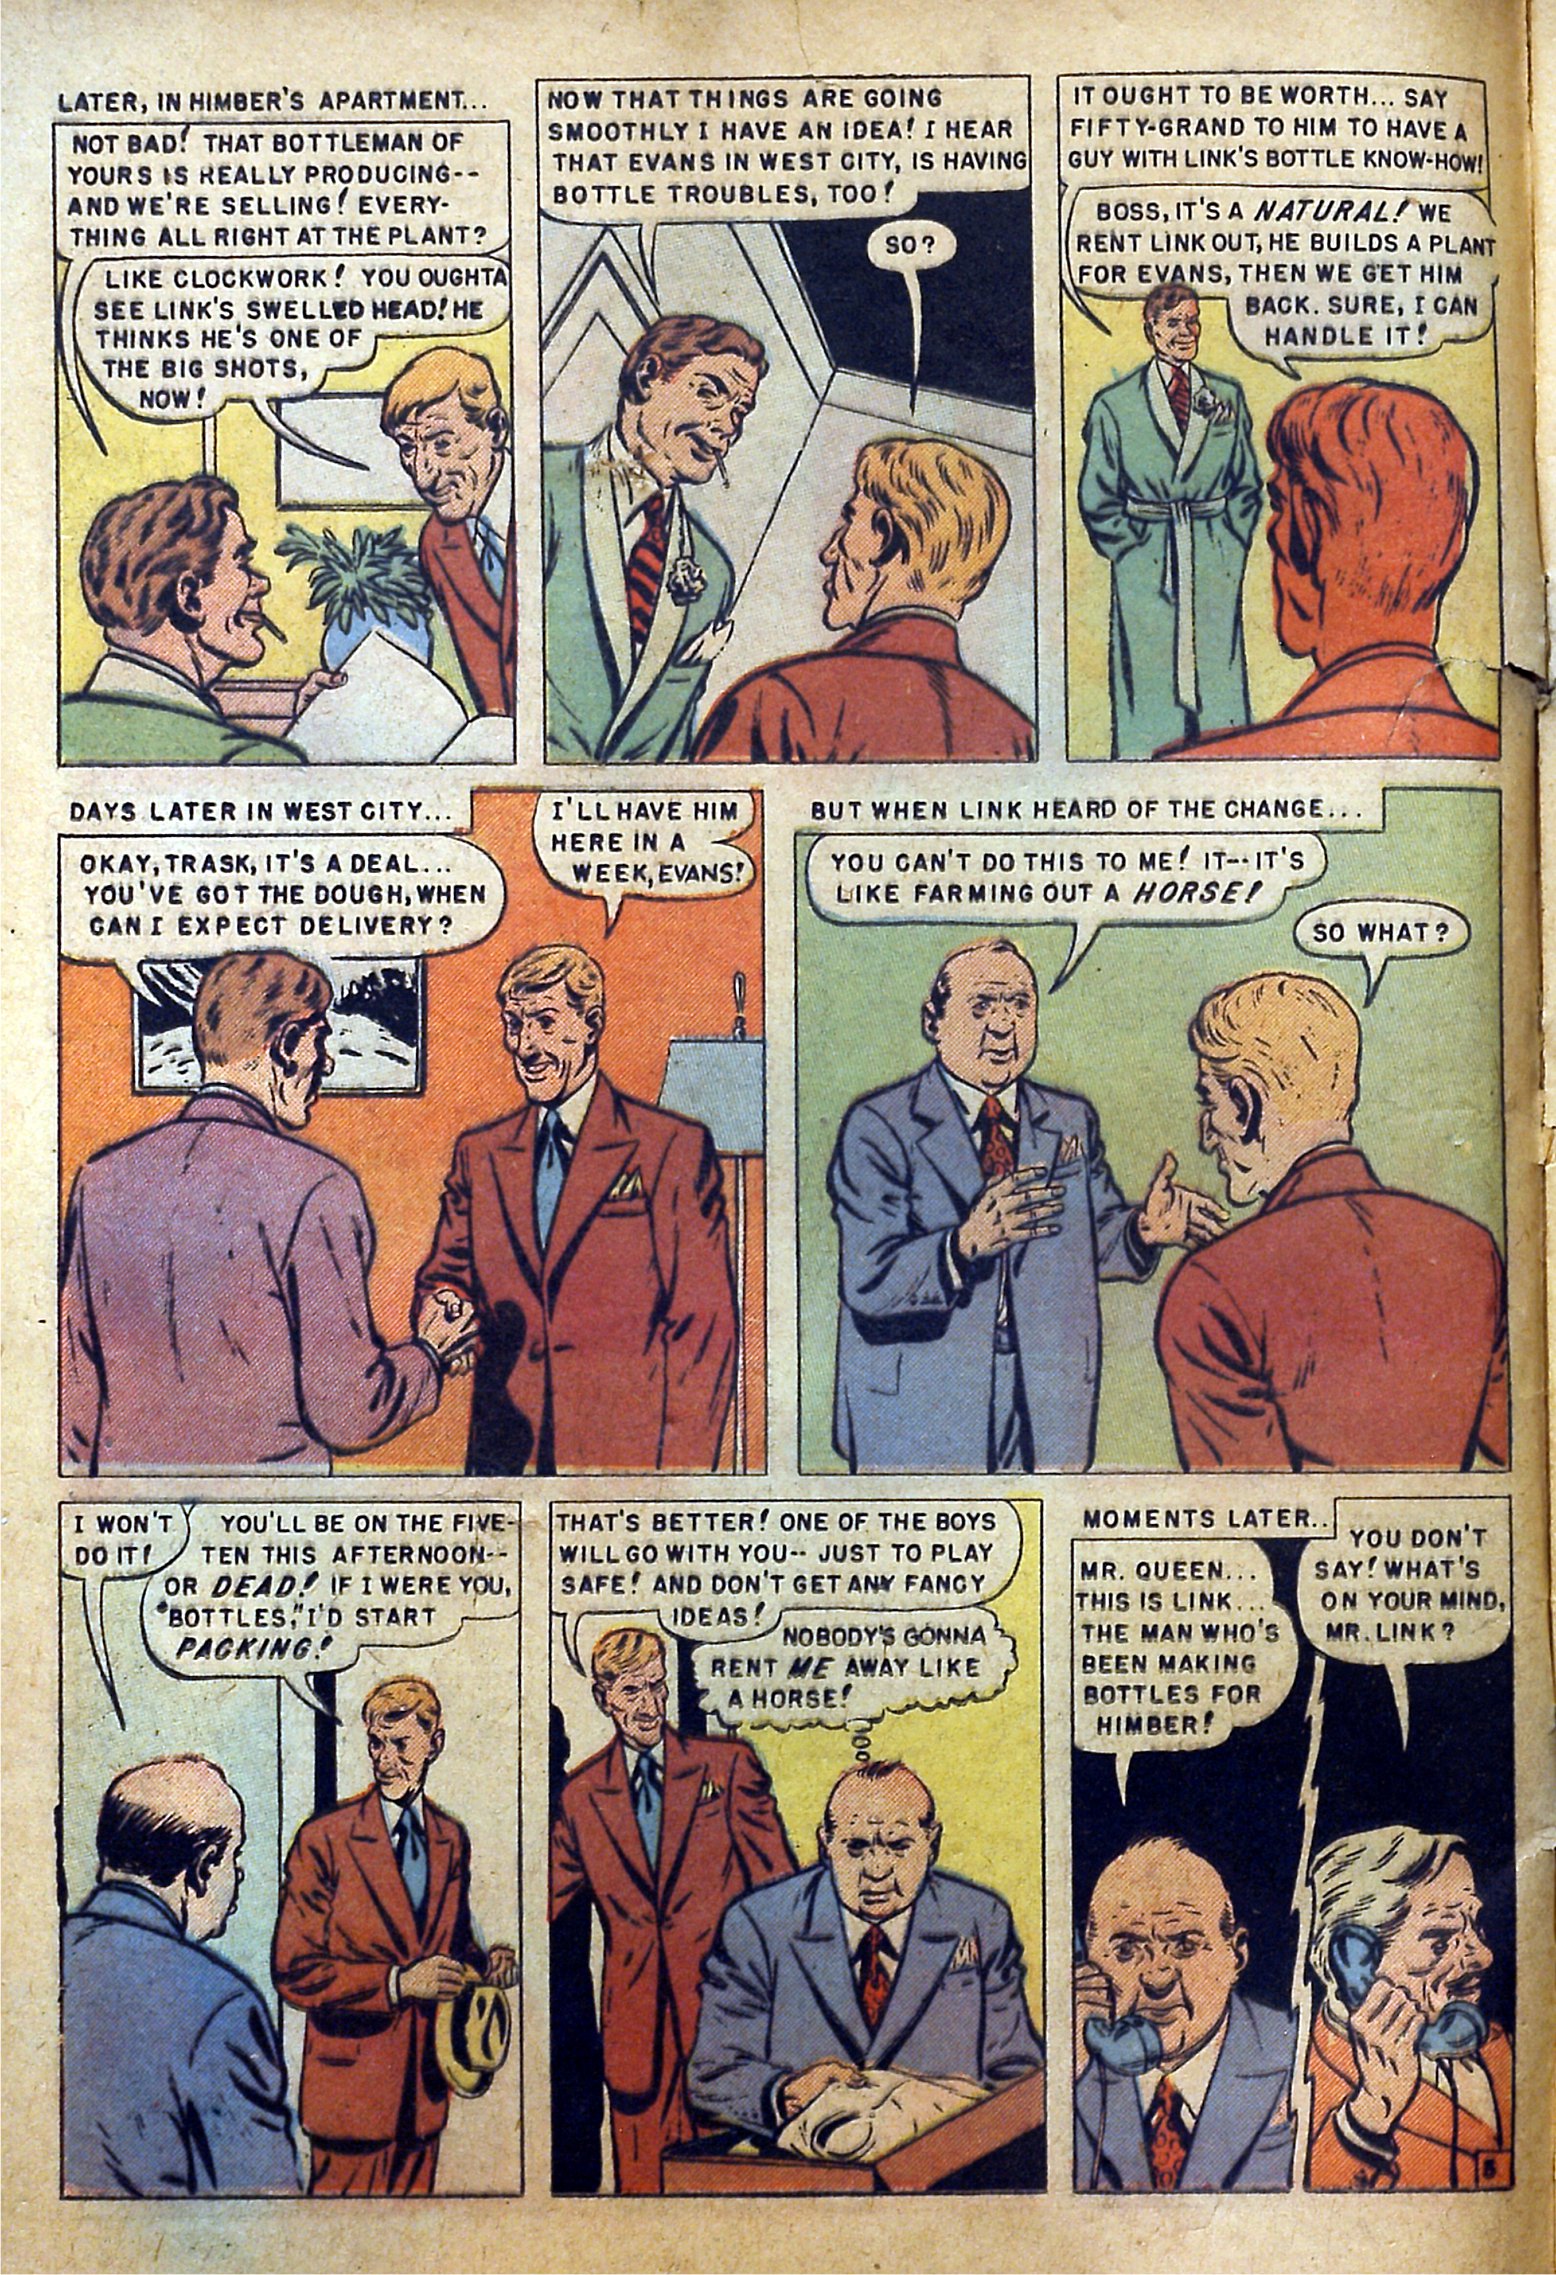 LATER, IN HIMBER'S APARTMENT...
NOT BAD! THAT BOTTLEMAN OF
YOURS IS REALLY PRODUCING--
AND WE'RE SELLING! EVERY-
THING ALL RIGHT AT THE PLANT?
LIKE CLOCKWORK! YOU OUGHTA
SEE LINK'S SWELLED HEAD! HE
THINKS HE'S ONE OF
THE BIG SHOTS,
NOW!
NOW THAT THINGS ARE GOING
SMOOTHLY I HAVE AN IDEA! I HEAR
THAT EVANS IN WEST CITY, IS HAVING
BOTTLE TROUBLES, TOO!
SO?
IT OUGHT TO BE WORTH... SAY
FIFTY-GRAND TO HIM TO HAVE A
GUY WITH LINK'S BOTTLE KNOW-HOW!
BOSS, IT'S A NATURAL! WE
RENT LINK OUT, HE BUILDS A PLANT
FOR EVANS, THEN WE GET HIM
BACK. SURE, I CAN
HANDLE IT!
DAYS LATER IN WEST CITY...
OKAY, TRASK, IT'S A DEAL...
YOU'VE GOT THE DOUGH, WHEN
CAN I EXPECT DELIVERY?
I'LL HAVE HIM
HERE IN A
WEEK, EVANS!
BUT WHEN LINK HEARD OF THE CHANGE...
YOU CAN'T DO THIS TO ME! IT--IT'S
LIKE FARMING OUT A HORSE!
SO WHAT?
I WON'T
DO IT!
YOU'LL BE ON THE FIVE-
TEN THIS AFTERNOON--
OR DEAD! IF I WERE YOU,
"BOTTLES," I'D START
PACKING!
THAT'S BETTER! ONE OF THE BOYS
WILL GO WITH YOU-- JUST TO PLAY
SAFE! AND DON'T GET ANY FANCY
IDEAS!
NOBODY'S GONNA
RENT ME AWAY LIKE
A HORSE!
MOMENTS LATER..
MR. QUEEN...
THIS IS LINK...
THE MAN WHO'S
BEEN MAKING
BOTTLES FOR
HIMBER!
YOU DON'T
SAY! WHAT'S
ON YOUR MIND,
MR. LINK?
5